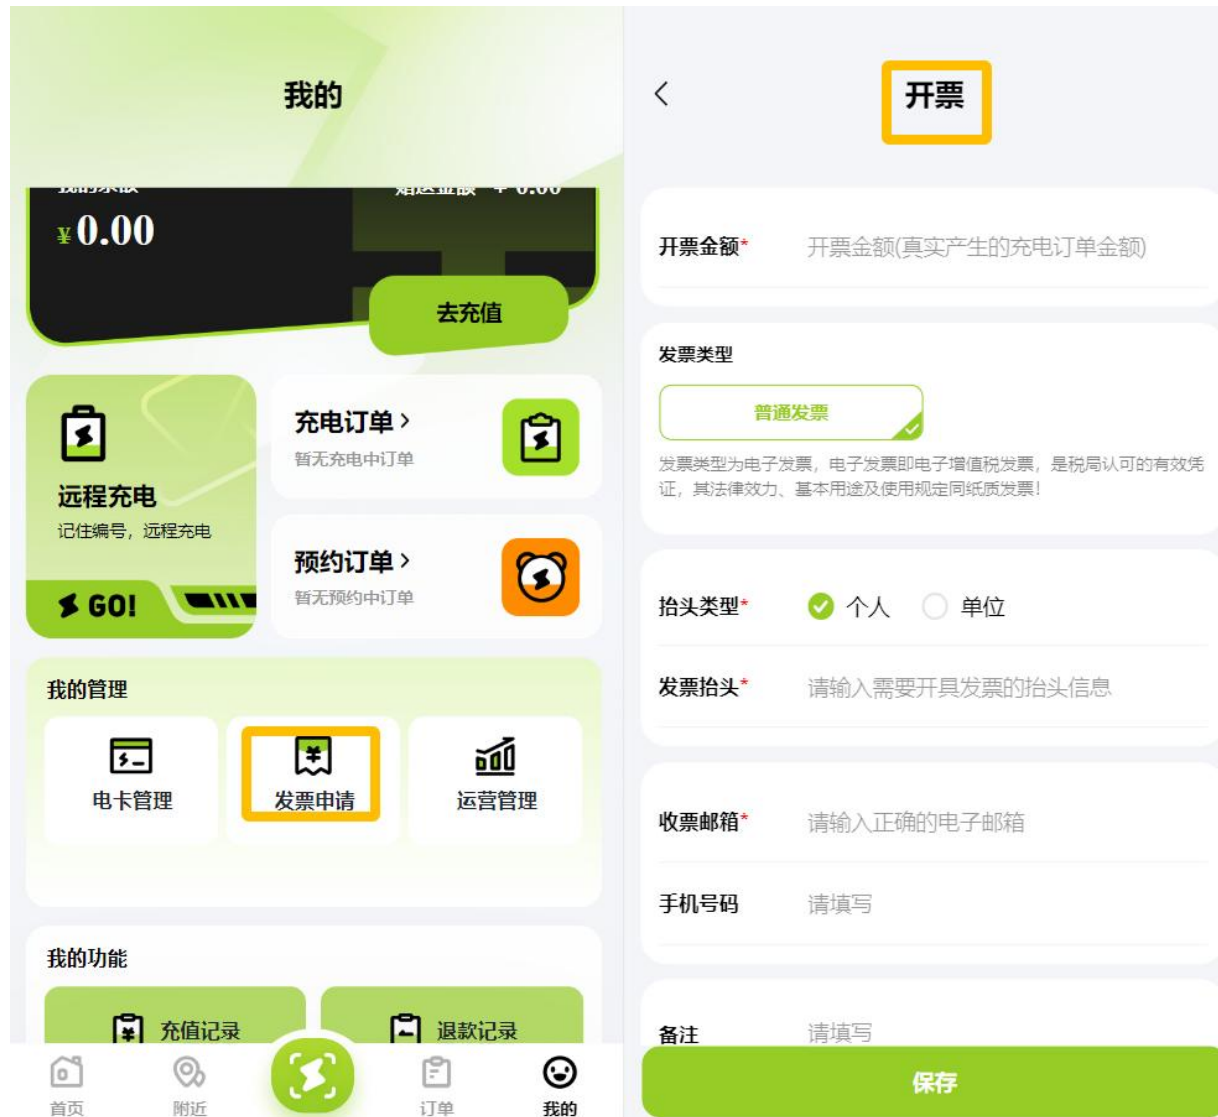 我的
我的余额
赠送金额 ¥ 0.00
¥ 0.00
去充值
远程充电
记住编号，远程充电
GO!
充电订单 >
暂无充电中订单
预约订单 >
暂无预约中订单
我的管理
电卡管理
发票申请
运营管理
我的功能
充值记录
退款记录
首页
附近
订单
我的
开票
开票金额*
开票金额(真实产生的充电订单金额)
发票类型
普通发票
发票类型为电子发票，电子发票即电子增值税发票，是税局认可的有效凭
证，其法律效力、基本用途及使用规定同纸质发票！
抬头类型*
个人
单位
发票抬头*
请输入需要开具发票的抬头信息
收票邮箱*
请输入正确的电子邮箱
手机号码
请填写
备注
请填写
保存